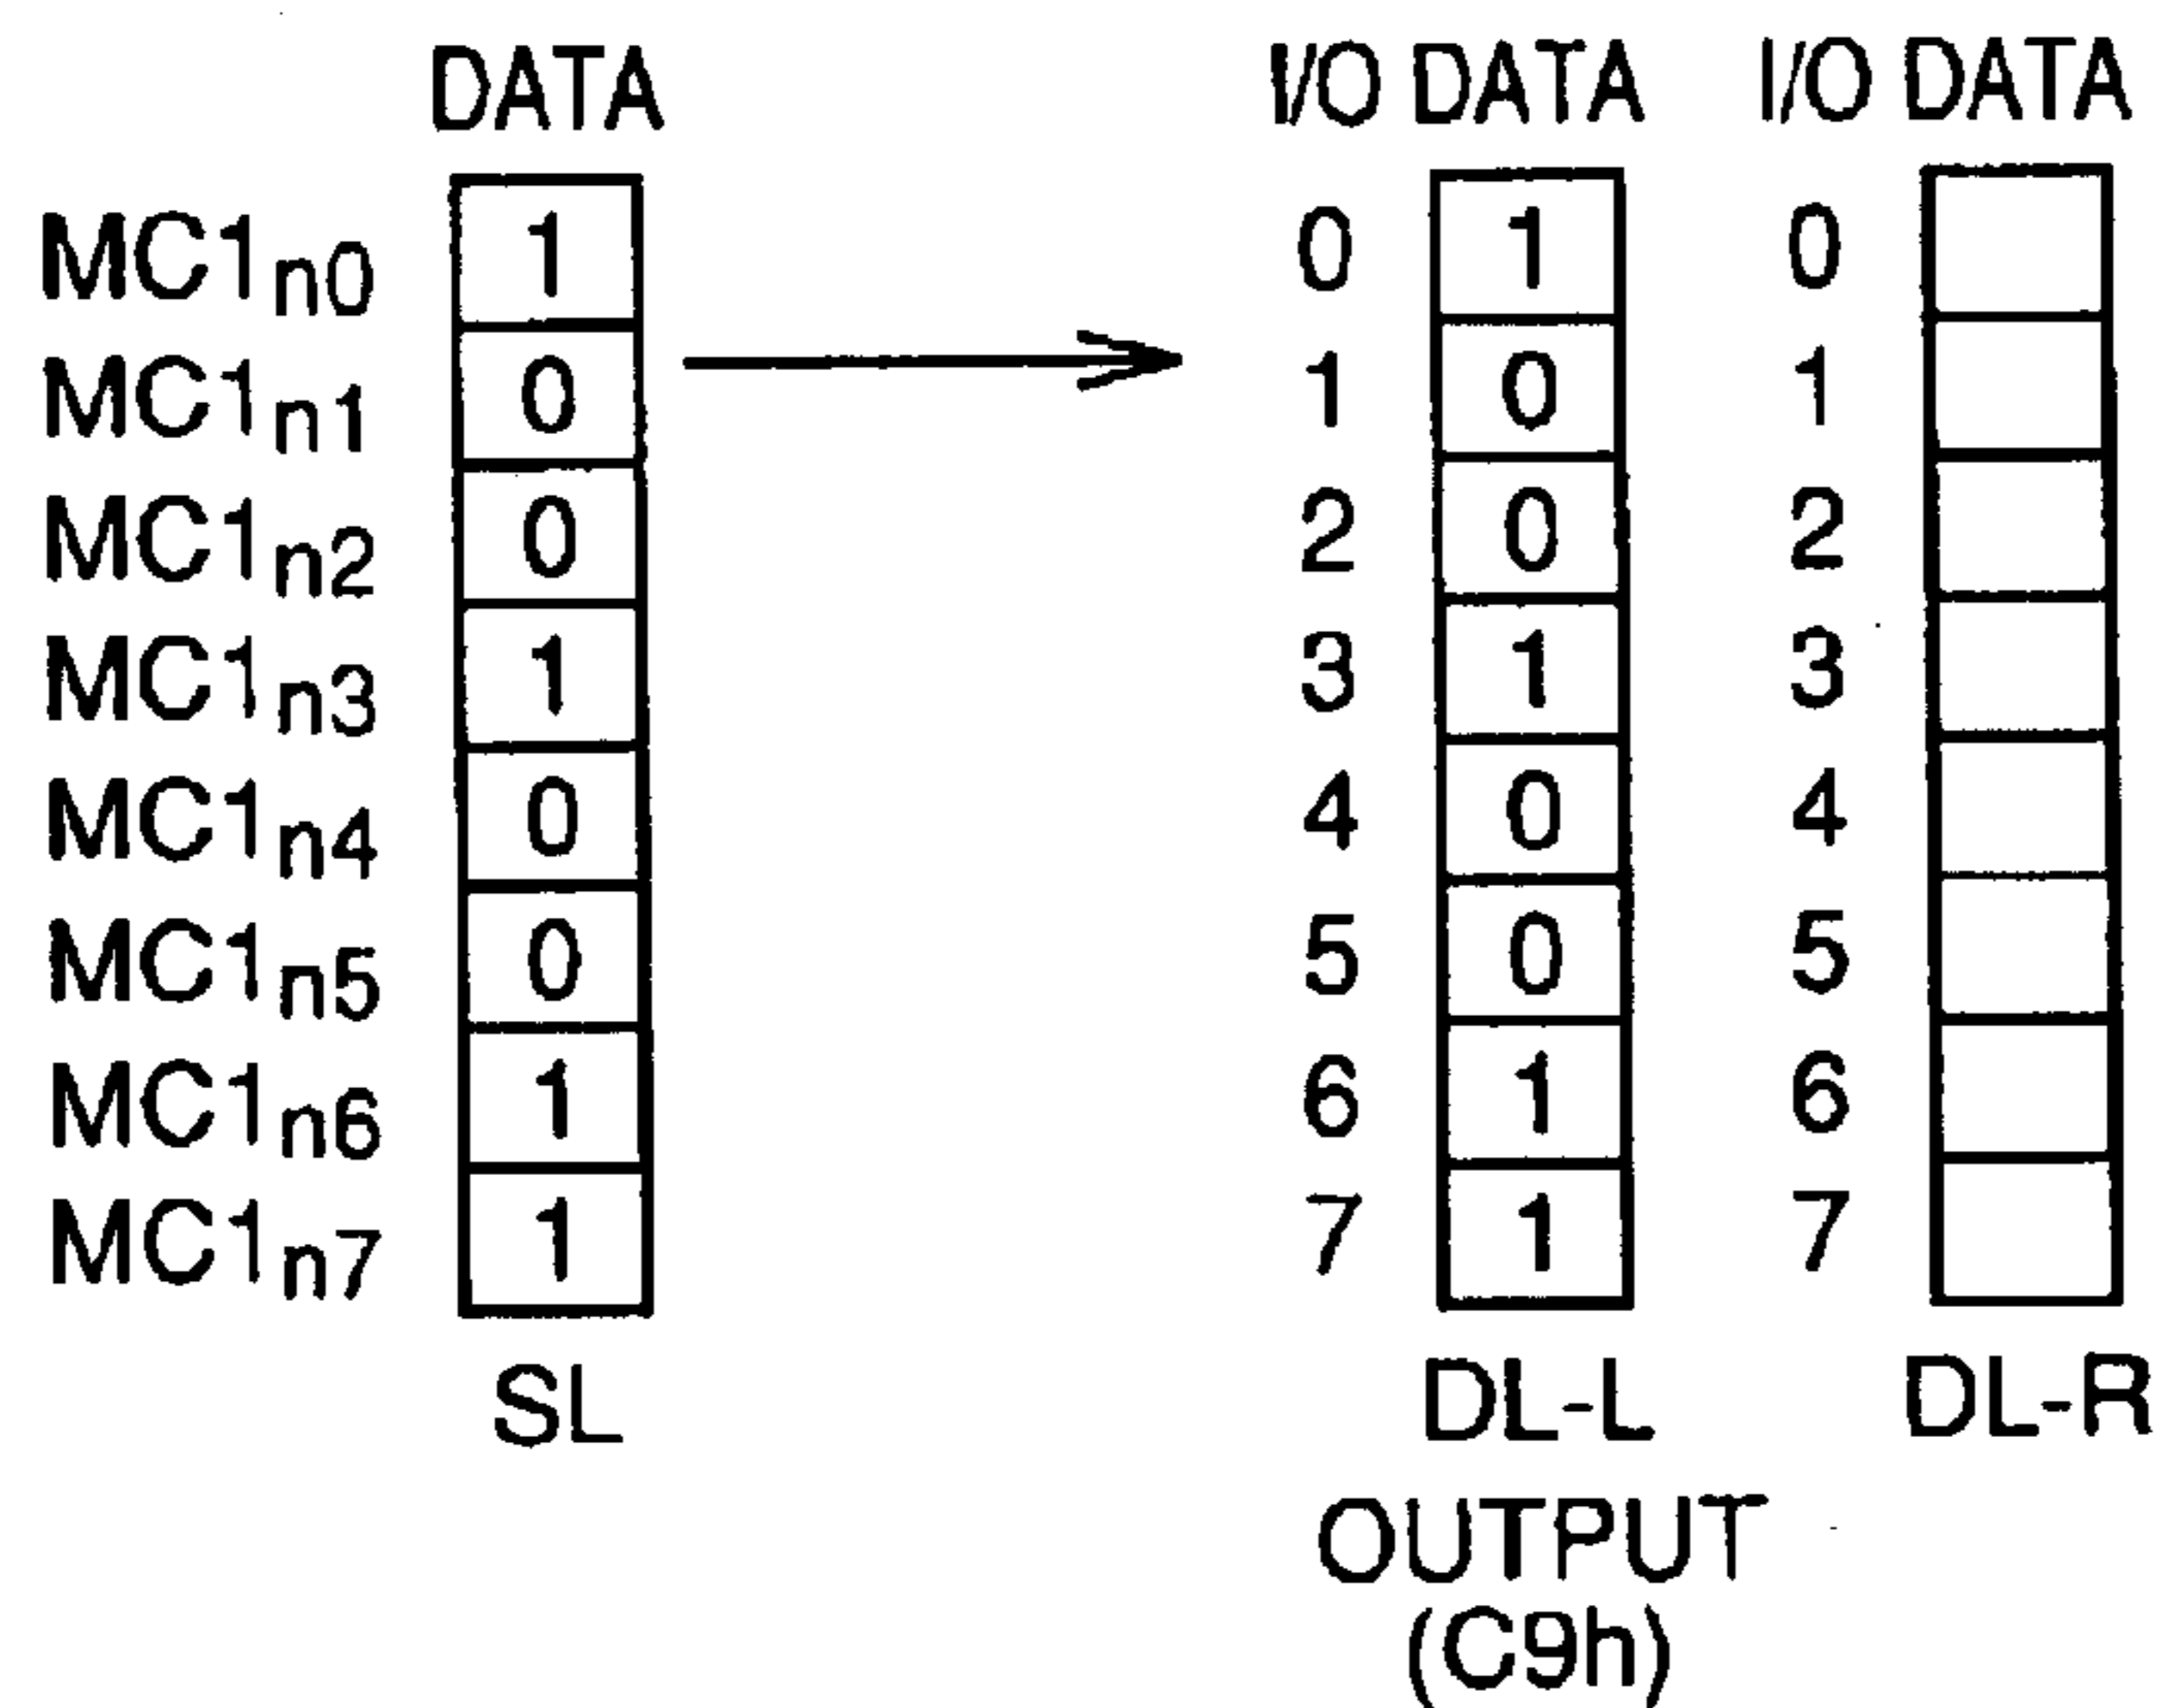 DATA I/O DATA I/O DATA
MC1n0 1 0 1 0
MC1n1 0 1 0 1
MC1n2 0 2 0 2
MC1n3 1 3 1 3
MC1n4 0 4 0 4
MC1n5 0 5 0 5
MC1n6 1 6 1 6
MC1n7 1 7 1 7
SL DL-L DL-R
OUTPUT
(C9h)